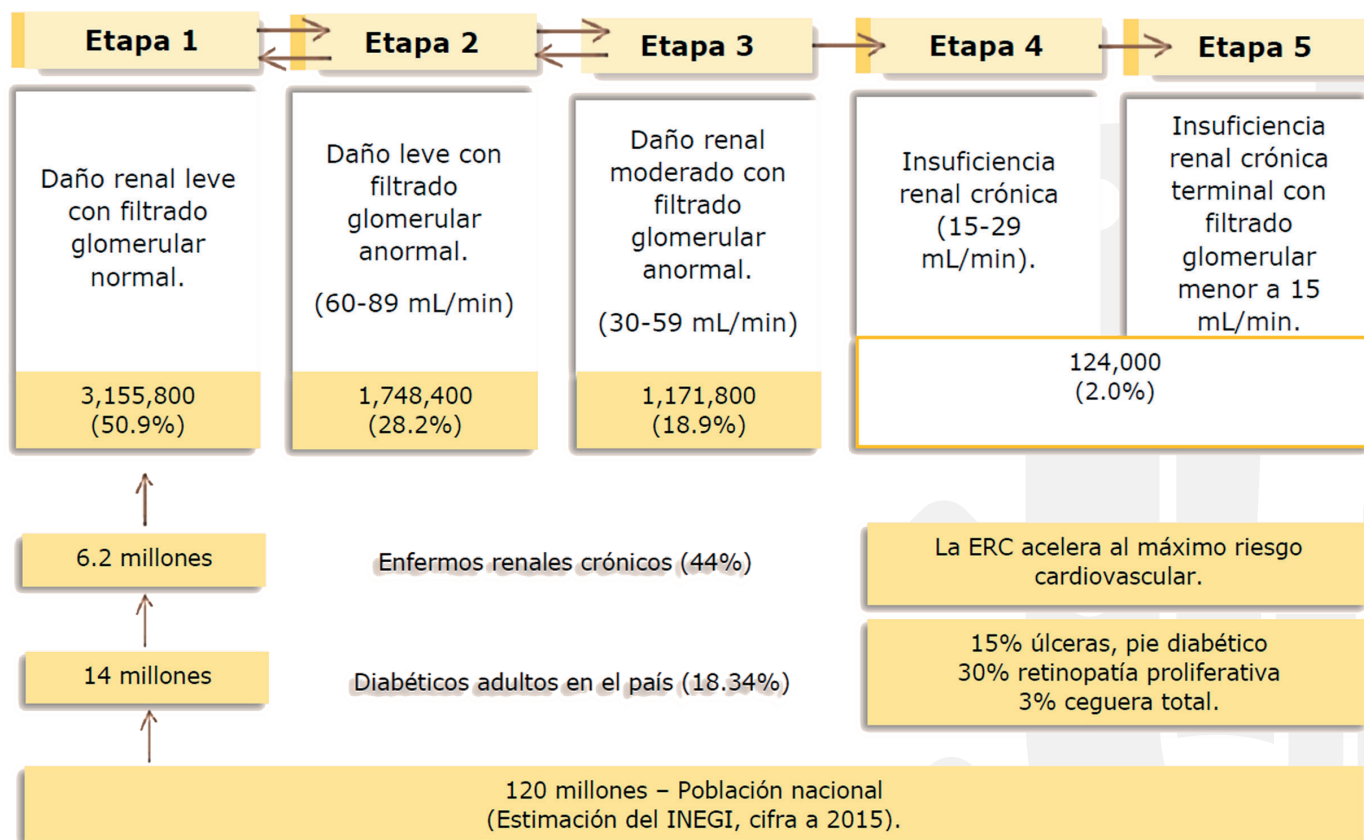 Etapa 1
Etapa 2
Etapa 3
Etapa 4
Etapa 5
Daño renal leve
con filtrado
glomerular
normal.
Daño leve con
filtrado
glomerular
anormal.
(60-89 mL/min)
Daño renal
moderado con
filtrado
glomerular
anormal.
(30-59 mL/min)
Insuficiencia
renal crónica
(15-29
mL/min).
Insuficiencia
renal crónica
terminal con
filtrado
glomerular
menor a 15
mL/min.
3,155,800
(50.9%)
1,748,400
(28.2%)
1,171,800
(18.9%)
124,000
(2.0%)
6.2 millones
Enfermos renales crónicos (44%)
La ERC acelera al máximo riesgo
cardiovascular.
14 millones
Diabéticos adultos en el país (18.34%)
15% úlceras, pie diabético
30% retinopatía proliferativa
3% ceguera total.
120 millones – Población nacional
(Estimación del INEGI, cifra a 2015).